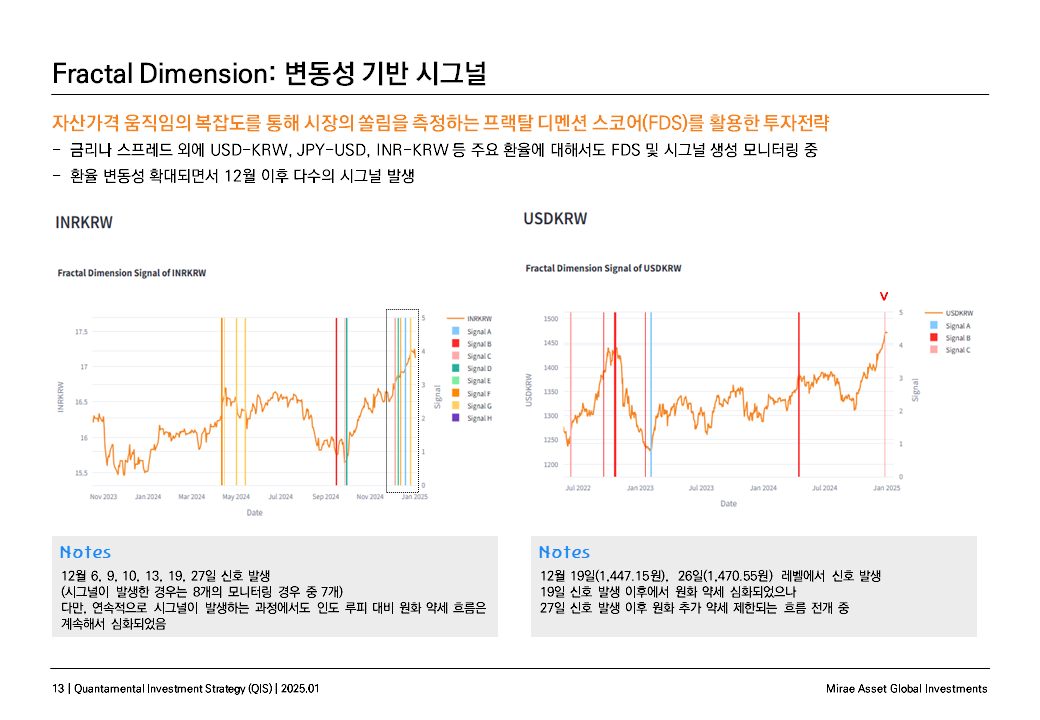 Fractal Dimension: 변동성 기반 시그널
자산가격 움직임의 복잡도를 통해 시장의 쏠림을 측정하는 프랙탈 디멘션 스코어(FDS)를 활용한 투자전략
- 금리나 스프레드 외에 USD-KRW, JPY-USD, INR-KRW 등 주요 환율에 대해서도 FDS 및 시그널 생성 모니터링 중
- 환율 변동성 확대되면서 12월 이후 다수의 시그널 발생
INRKRW
Fractal Dimension Signal of INRKRW
17.5
17
16.5
16
15.5
INRKRW
5
4
3
2
1
0
Signal
Nov 2023
Jan 2024
Mar 2024
May 2024
Jul 2024
Sep 2024
Nov 2024
Jan 2025
Date
INRKRW
Signal A
Signal B
Signal C
Signal D
Signal E
Signal F
Signal G
Signal H
USDKRW
Fractal Dimension Signal of USDKRW
V
1500
1450
1400
1350
1300
1250
1200
USDKRW
5
4
3
2
1
0
Signal
Jul 2022
Jan 2023
Jul 2023
Jan 2024
Jul 2024
Jan 2025
Date
USDKRW
Signal A
Signal B
Signal C
Notes
12월 6, 9, 10, 13, 19, 27일 신호 발생
(시그널이 발생한 경우는 8개의 모니터링 경우 중 7개)
다만, 연속적으로 시그널이 발생하는 과정에서도 인도 루피 대비 원화 약세 흐름은
계속해서 심화되었음
Notes
12월 19일(1,447.15원), 26일(1,470.55원) 레벨에서 신호 발생
19일 신호 발생 이후에서 원화 약세 심화되었으나
27일 신호 발생 이후 원화 추가 약세 제한되는 흐름 전개 중
13 | Quantamental Investment Strategy (QIS) | 2025.01
Mirae Asset Global Investments